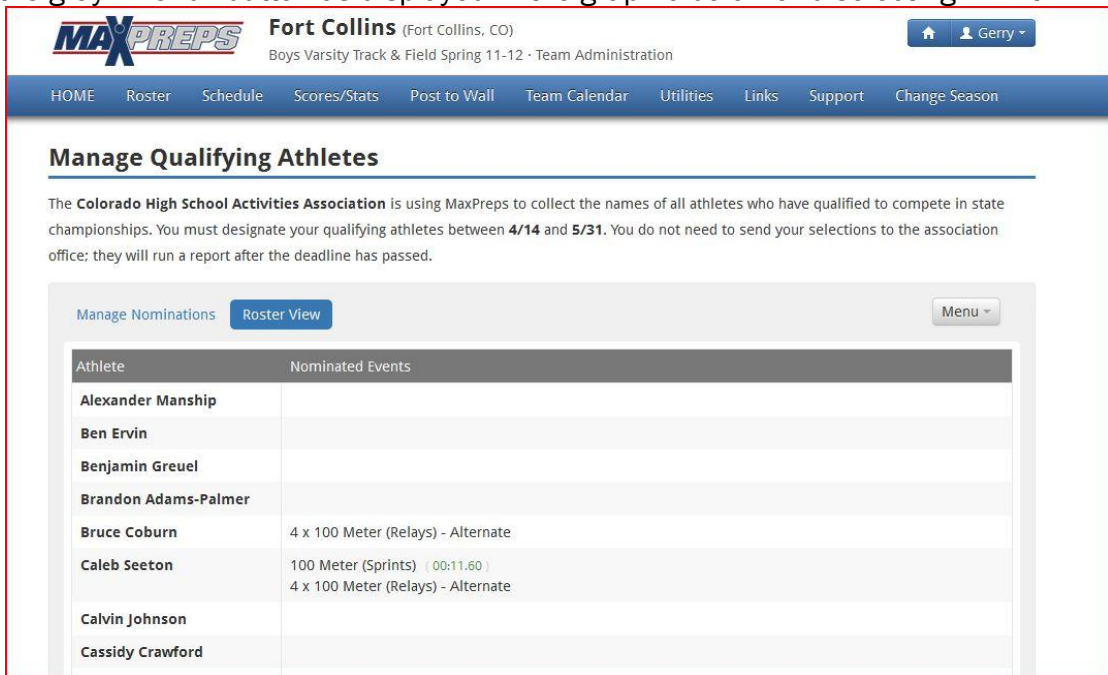 MAXPREPS
Fort Collins (Fort Collins, CO)
Gerry
Boys Varsity Track & Field Spring 11-12 · Team Administration
HOME Roster Schedule Scores/Stats Post to Wall Team Calendar Utilities Links Support Change Season
Manage Qualifying Athletes
The Colorado High School Activities Association is using MaxPreps to collect the names of all athletes who have qualified to compete in state
championships. You must designate your qualifying athletes between 4/14 and 5/31. You do not need to send your selections to the association
office; they will run a report after the deadline has passed.
Manage Nominations Roster View Menu
Athlete Nominated Events
Alexander Manship
Ben Ervin
Benjamin Greuel
Brandon Adams-Palmer
Bruce Coburn 4 x 100 Meter (Relays) - Alternate
Caleb Seeton 100 Meter (Sprints) (00:11.60)
4 x 100 Meter (Relays) - Alternate
Calvin Johnson
Cassidy Crawford